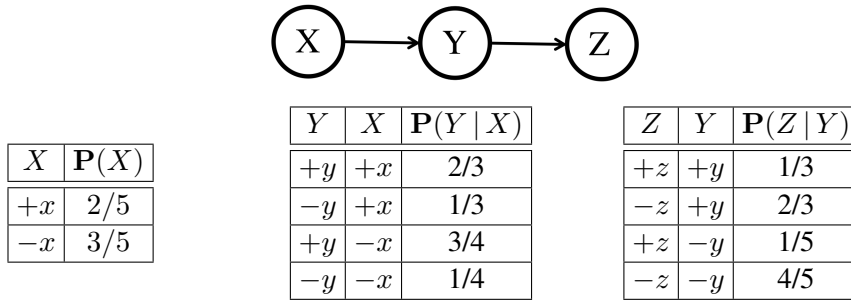 X Y Z
X P(X)
+x 2/5
−x 3/5
Y X P(Y | X)
+y +x 2/3
−y +x 1/3
+y −x 3/4
−y −x 1/4
Z Y P(Z | Y)
+z +y 1/3
−z +y 2/3
+z −y 1/5
−z −y 4/5